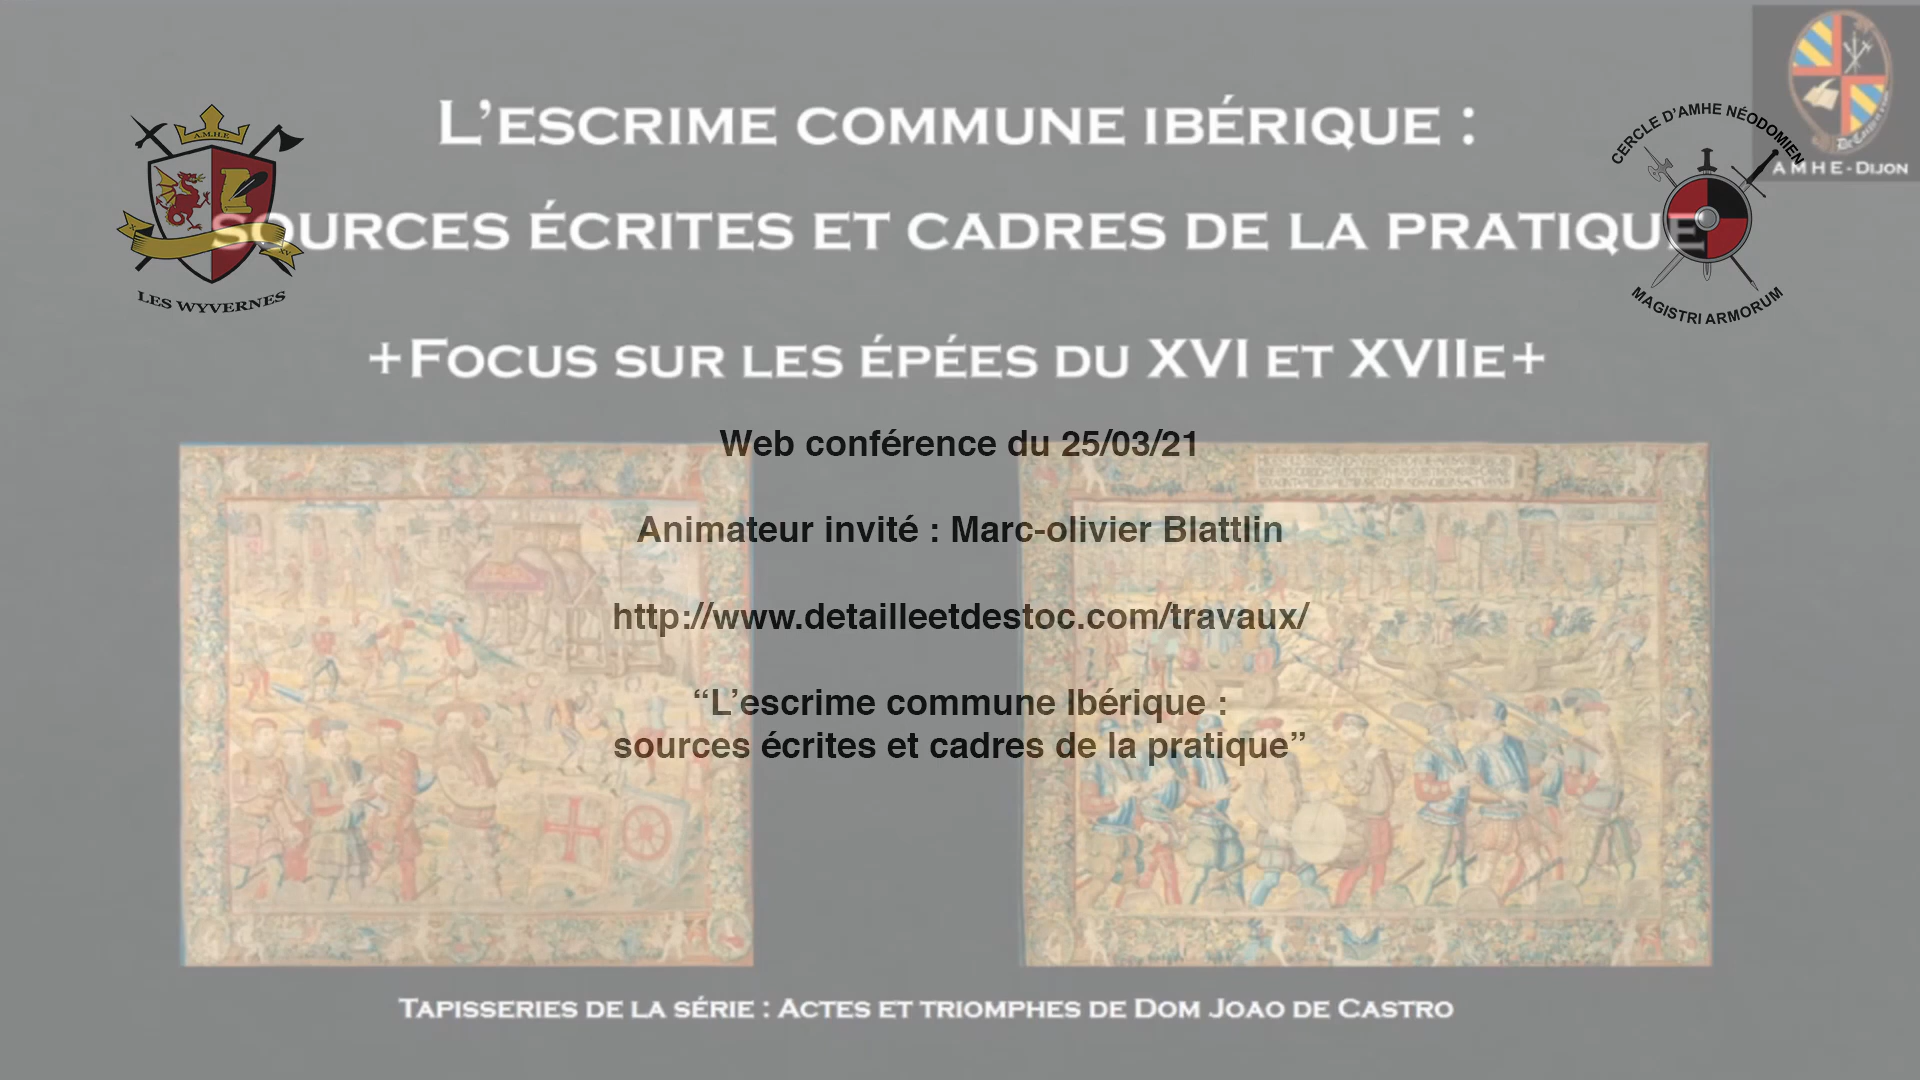 L'ESCRIME COMMUNE IBÉRIQUE :
SOURCES ÉCRITES ET CADRES DE LA PRATIQUE
+FOCUS SUR LES ÉPÉES DU XVI ET XVIIE+
A.M.H.E
XV
LES WYVERNES
CERCLE D'AMHE NÉODOMIEN
MAGISTRI ARMORUM
AMHE-DIJON
Web conférence du 25/03/21
Animateur invité : Marc-olivier Blattlin
http://www.detailleetdestoc.com/travaux/
“L’escrime commune Ibérique :
sources écrites et cadres de la pratique”
TAPISSERIES DE LA SÉRIE : ACTES ET TRIOMPHES DE DOM JOAO DE CASTRO